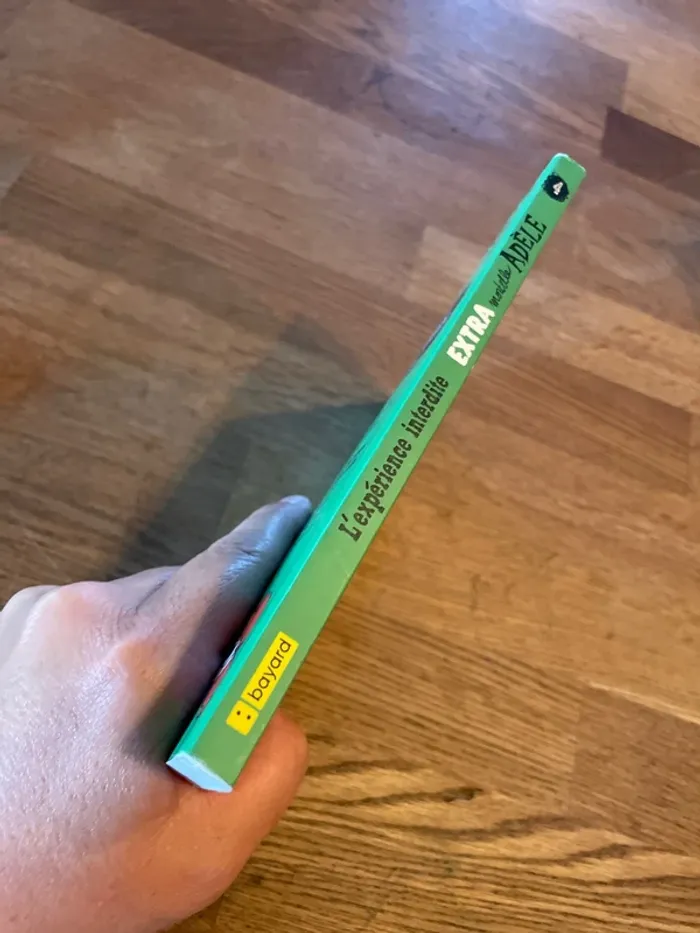 bayard
L'expérience interdite
EXTRA mortelle ADÈLE
4